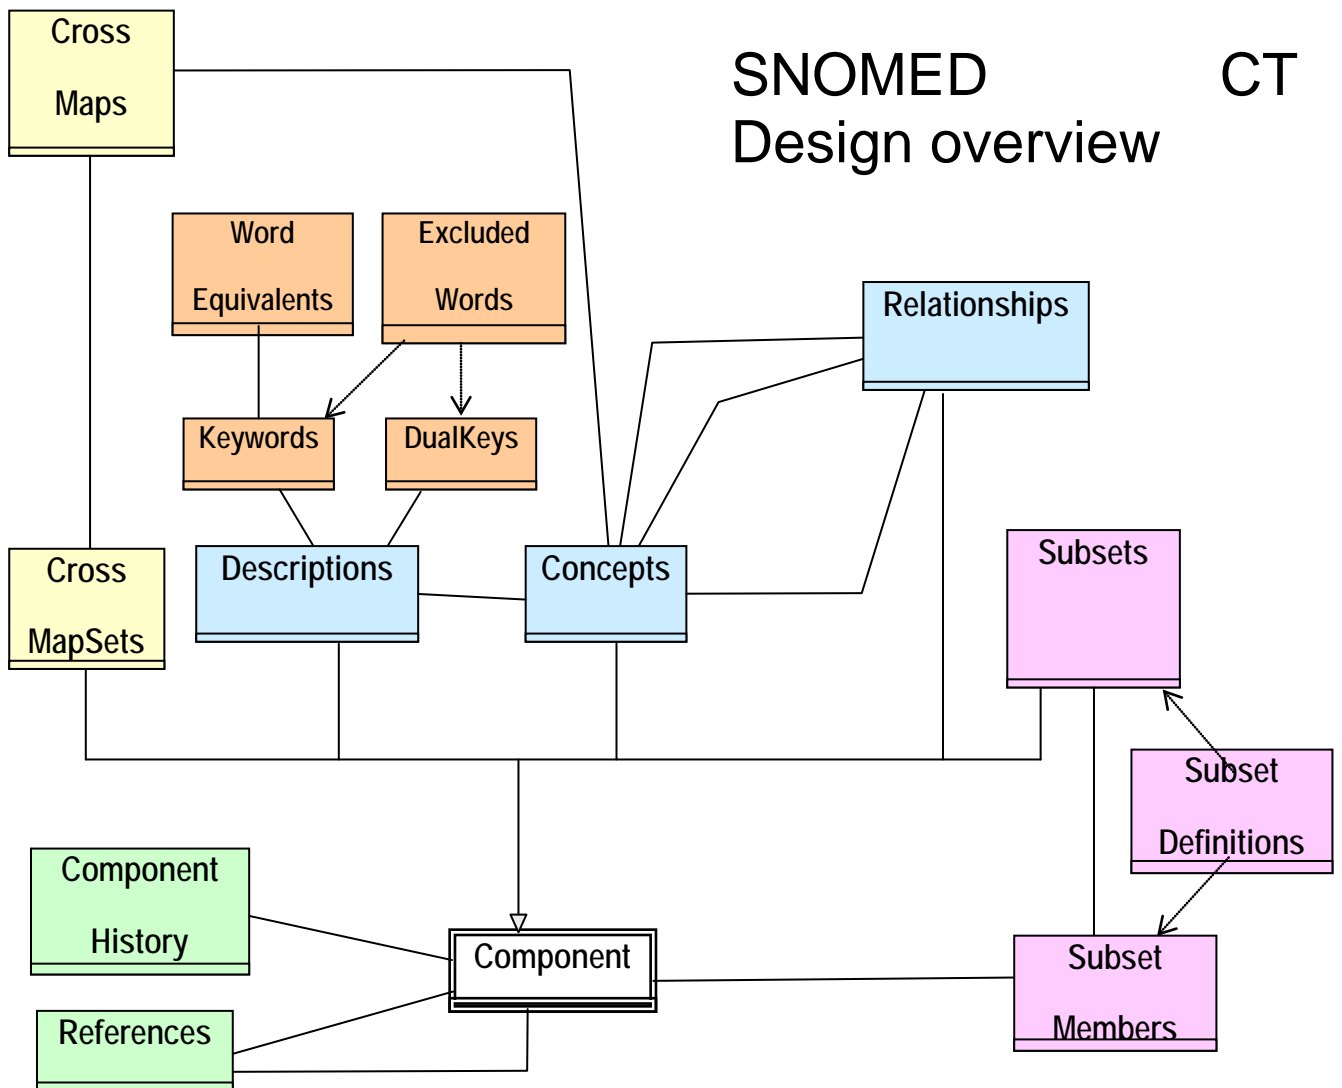 Cross
Maps
SNOMED CT
Design overview
Word
Equivalents
Excluded
Words
Relationships
Keywords
DualKeys
Cross
MapSets
Descriptions
Concepts
Subsets
Subset
Definitions
Component
History
Component
Subset
Members
References